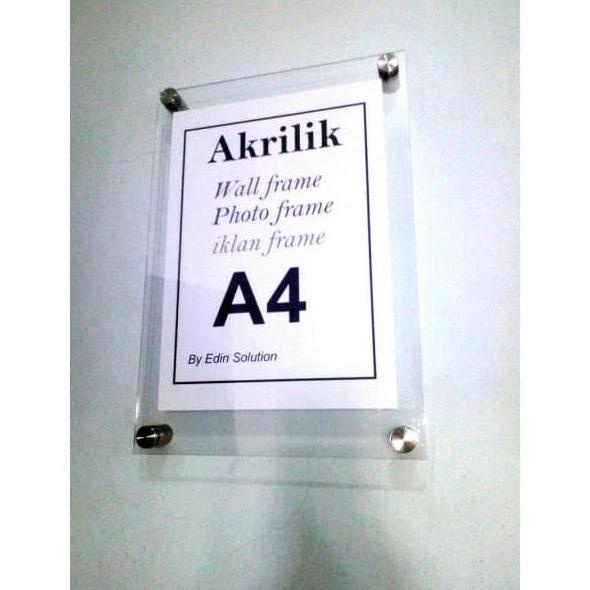 Akrilik
Wall frame
Photo frame
iklan frame
A4
By Edin Solution